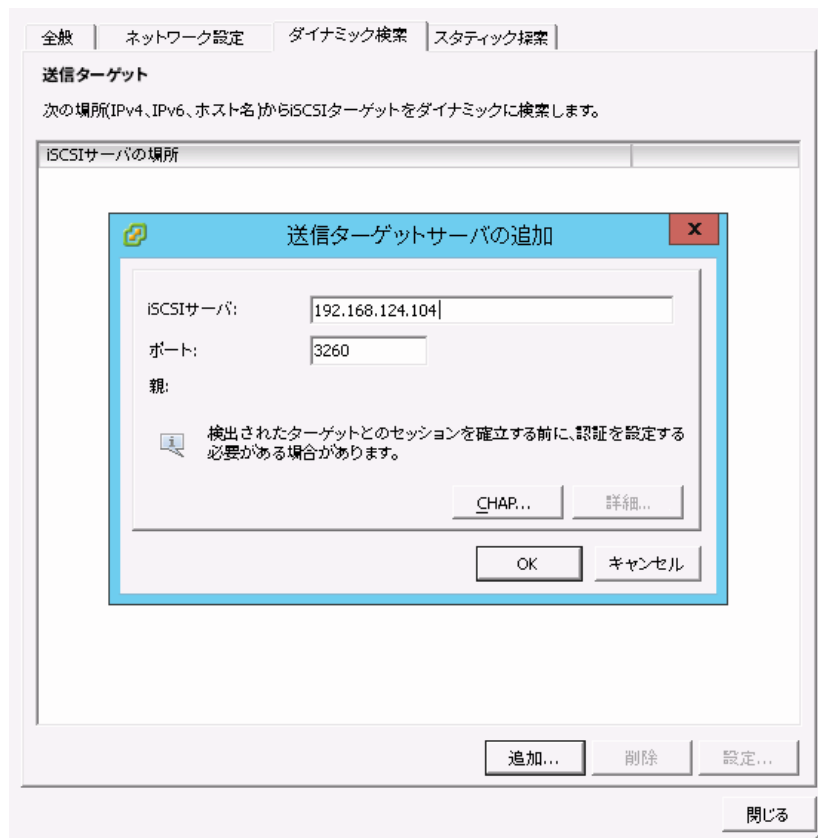 全般 ネットワーク設定 ダイナミック検索 スタティック探索
送信ターゲット
次の場所(IPv4、IPv6、ホスト名)からiSCSIターゲットをダイナミックに検索します。
iSCSIサーバの場所
送信ターゲットサーバの追加
x
iSCSIサーバ: 192.168.124.104
ポート: 3260
親:
検出されたターゲットとのセッションを確立する前に、認証を設定する
必要がある場合があります。
CHAP... 詳細...
OK キャンセル
追加... 削除 設定...
閉じる